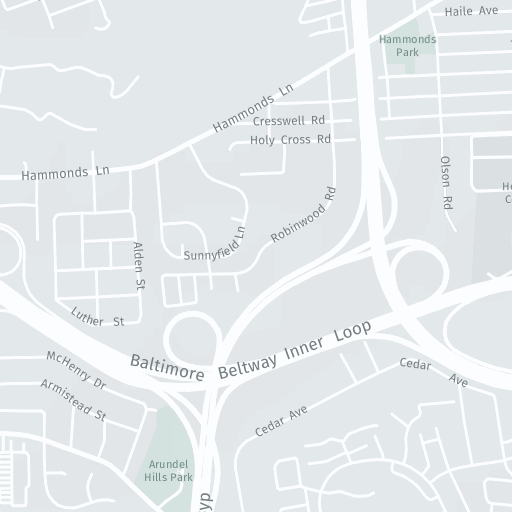 Haile Ave
Hammonds
Park
Hammonds Ln
Cresswell Rd
Holy Cross Rd
Hammonds Ln
Olson Rd
Robinwood Rd
Sunnyfield Ln
Alden St
Luther St
Baltimore Beltway Inner Loop
McHenry Dr
Armistead St
Cedar Ave
Cedar Ave
Arundel
Hills Park